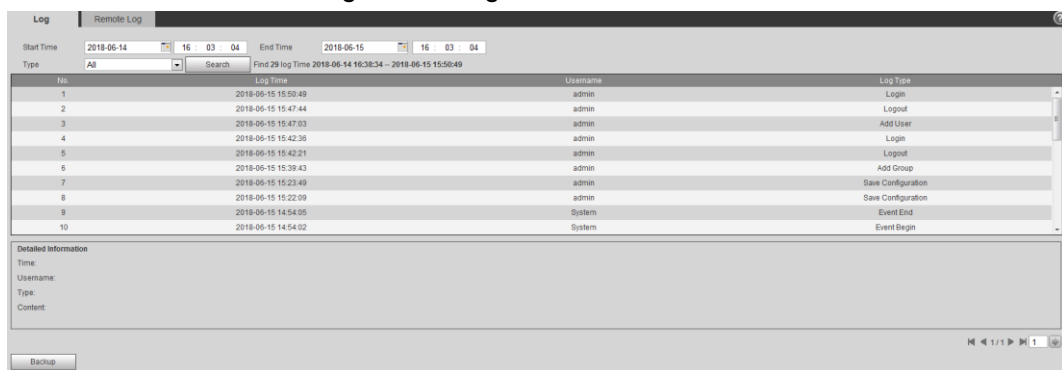 Log Remote Log
Start Time 2018-06-14 16 : 03 : 04 End Time 2018-06-15 16 : 03 : 04
Type All Search Find 29 log Time 2018-06-14 16:38:34 -- 2018-06-15 15:50:49
No. Log Time Username Log Type
1 2018-06-15 15:50:49 admin Login
2 2018-06-15 15:47:44 admin Logout
3 2018-06-15 15:47:03 admin Add User
4 2018-06-15 15:42:36 admin Login
5 2018-06-15 15:42:21 admin Logout
6 2018-06-15 15:39:43 admin Add Group
7 2018-06-15 15:23:49 admin Save Configuration
8 2018-06-15 15:22:09 admin Save Configuration
9 2018-06-15 14:54:05 System Event End
10 2018-06-15 14:54:02 System Event Begin
Detailed Information
Time:
Username:
Type:
Content:
1/1 1
Backup